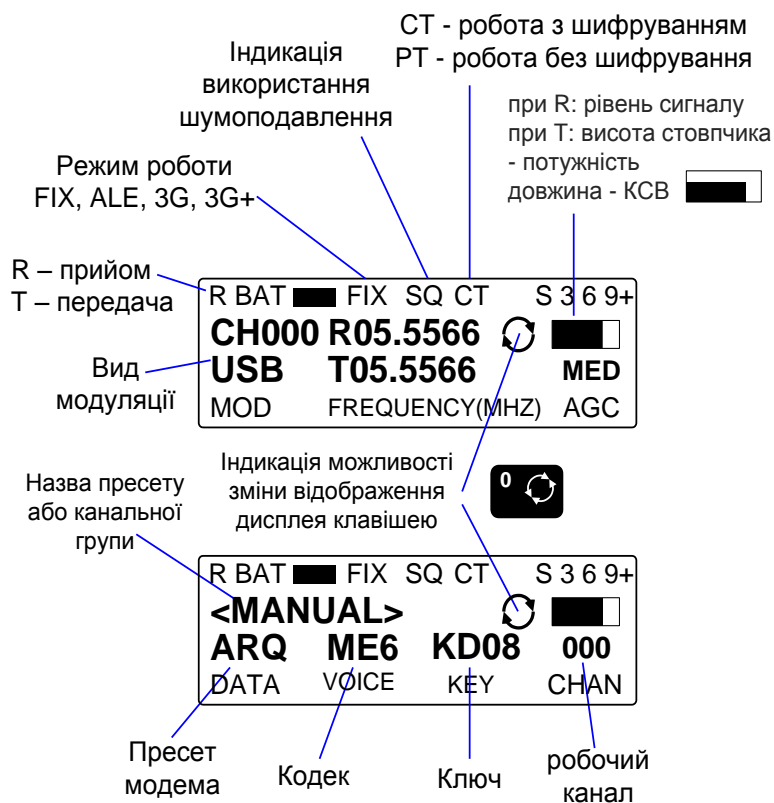 СТ - робота з шифруванням
РТ - робота без шифрування
Індикація
використання
шумоподавлення
при R: рівень сигналу
при Т: висота стовпчика
- потужність
довжина - КСВ
Режим роботи
FIX, ALE, 3G, 3G+
R – прийом
T – передача
R BAT FIX SQ CT S 3 6 9+
CH000 R05.5566
USB T05.5566 MED
MOD FREQUENCY(MHZ) AGC
Вид
модуляції
Індикація можливості
зміни відображення
дисплея клавішею
0
Назва пресету
або канальної
групи
R BAT FIX SQ CT S 3 6 9+
<MANUAL>
ARQ ME6 KD08 000
DATA VOICE KEY CHAN
Пресет
модема
Кодек
Ключ
робочий
канал